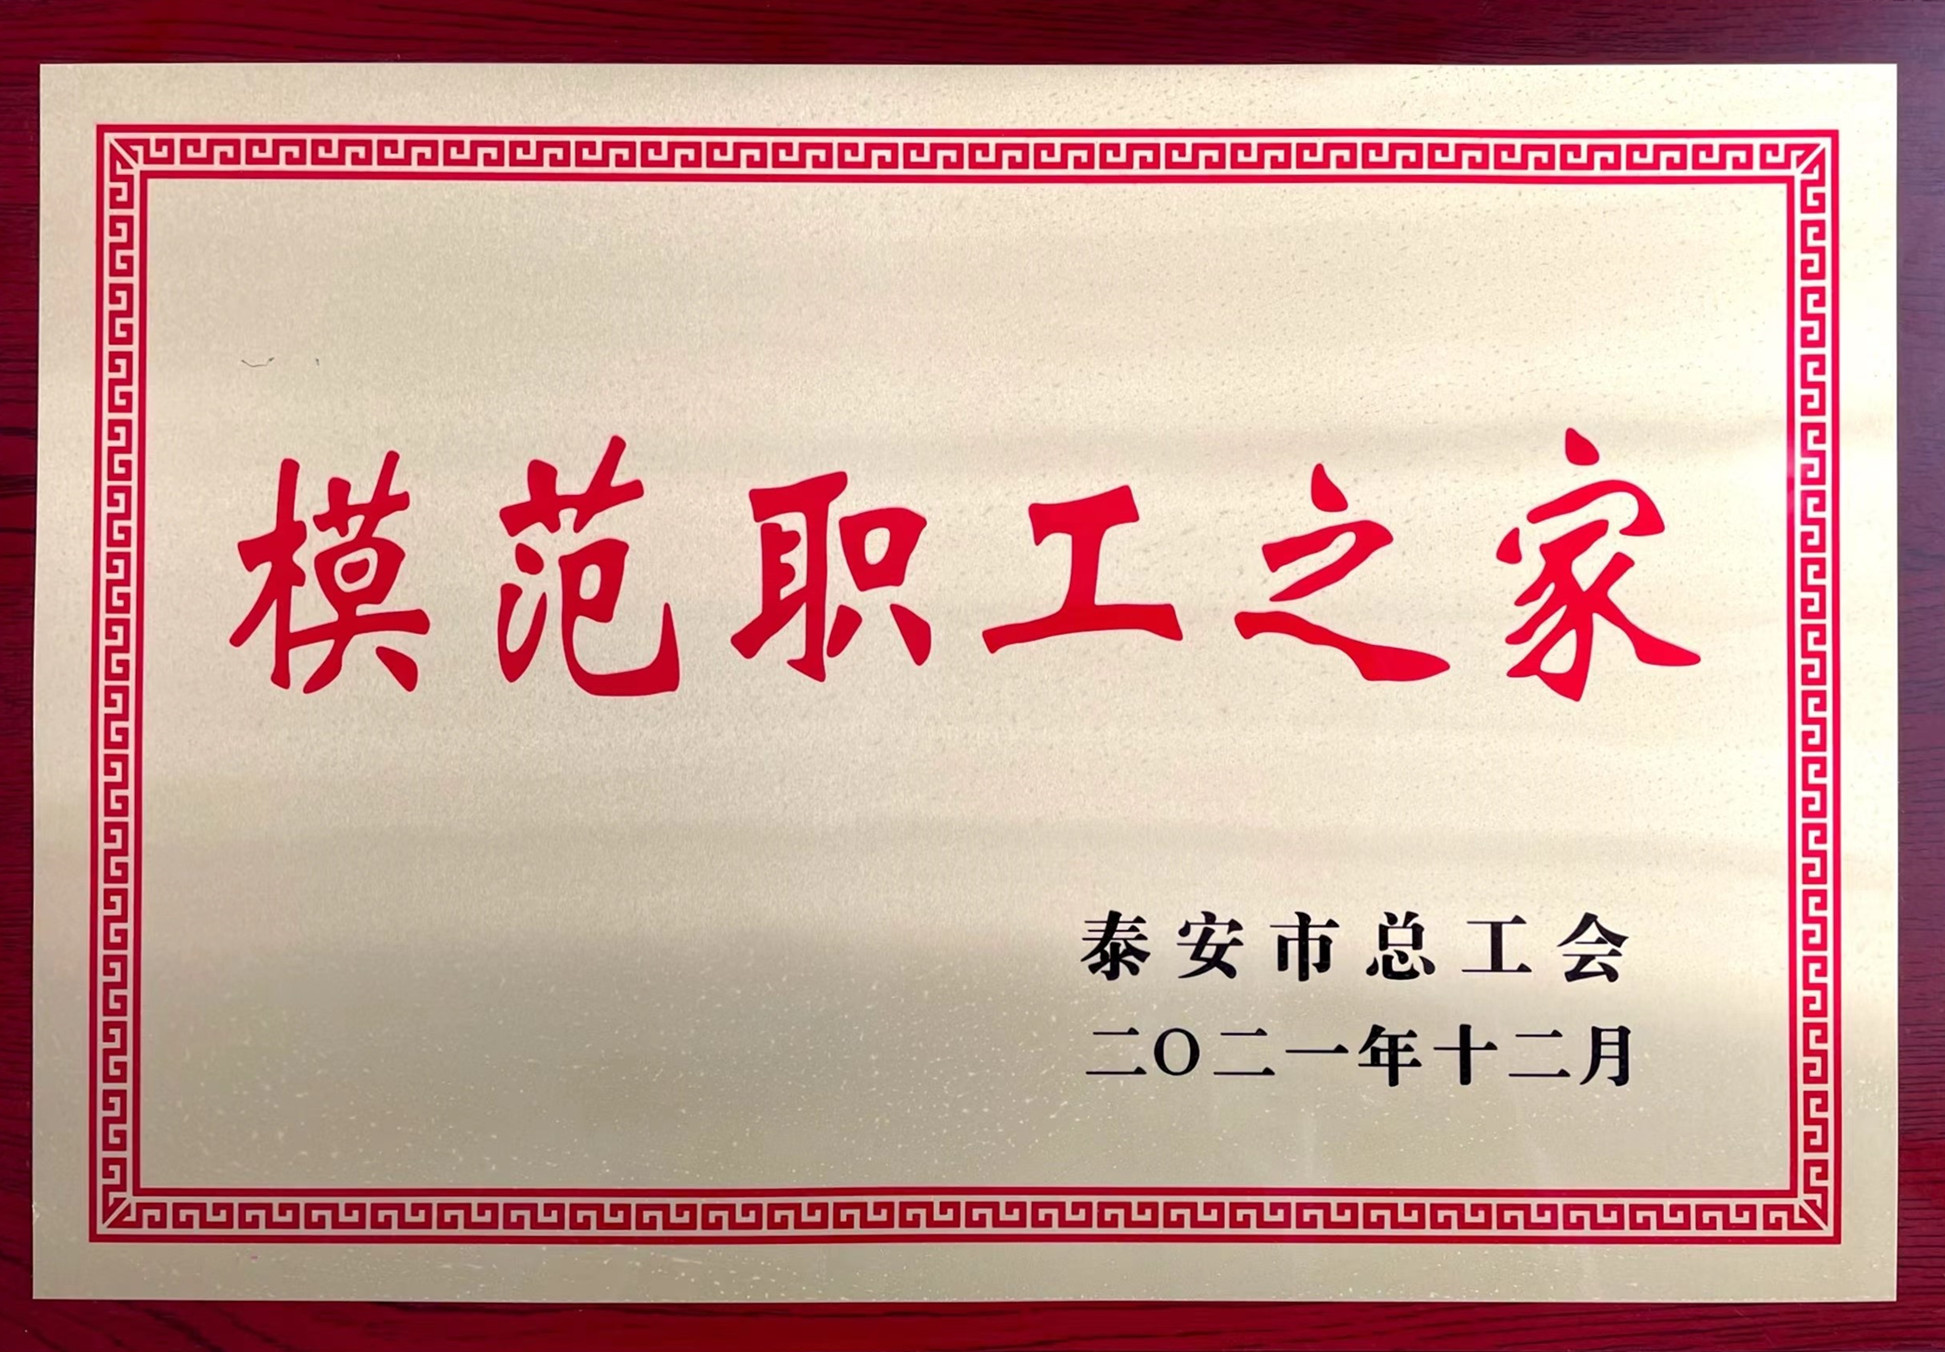 模范职工之家
泰安市总工会
二〇二一年十二月